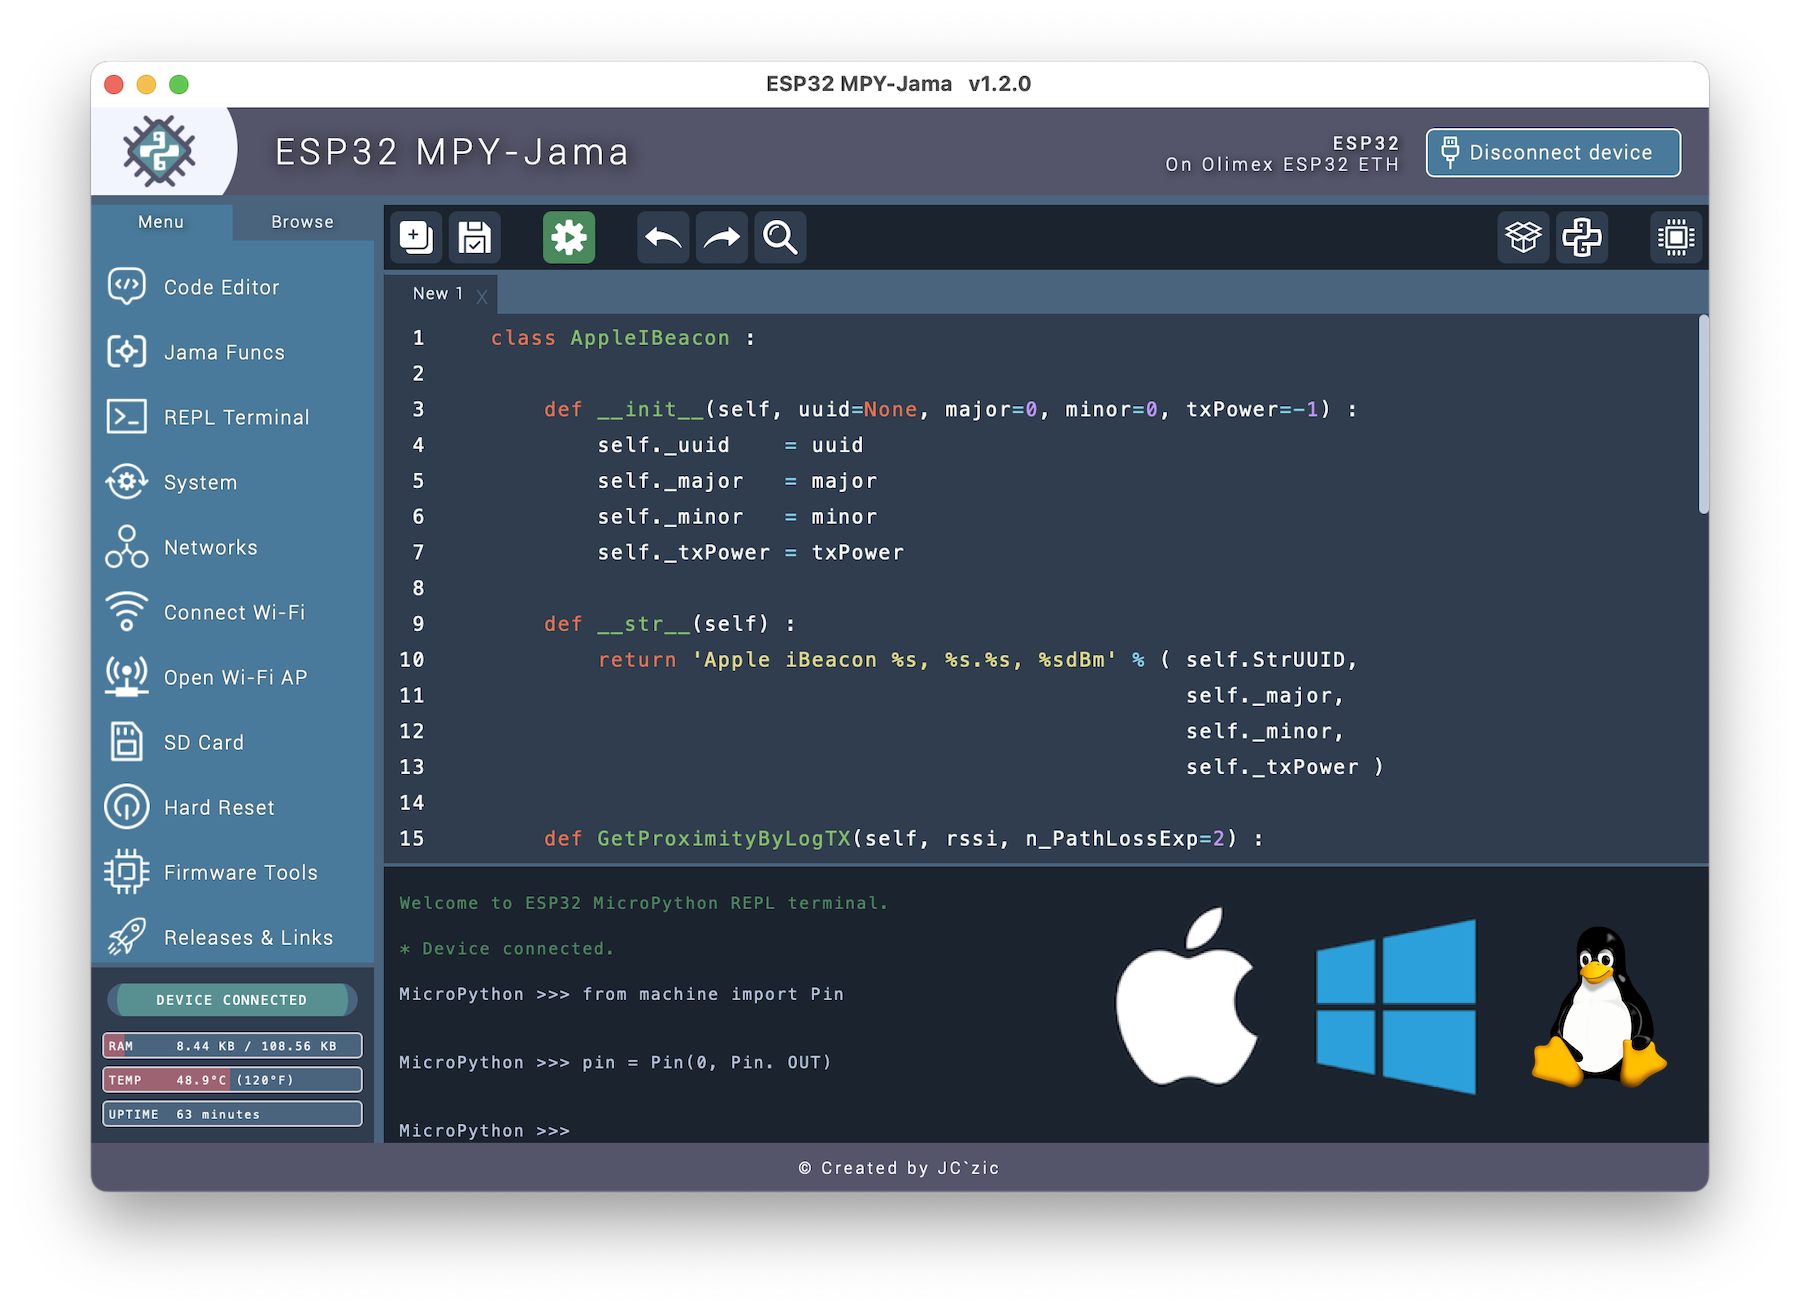 ESP32 MPY-Jama v1.2.0
ESP32 MPY-Jama
ESP32
On Olimex ESP32 ETH
Disconnect device
Menu
Browse
Code Editor
Jama Funcs
REPL Terminal
System
Networks
Connect Wi-Fi
Open Wi-Fi AP
SD Card
Hard Reset
Firmware Tools
Releases & Links
DEVICE CONNECTED
RAM 8.44 KB / 108.56 KB
TEMP 48.9°C (120°F)
UPTIME 63 minutes
New 1 X
1 class AppleIBeacon :
2
3 def __init__(self, uuid=None, major=0, minor=0, txPower=-1) :
4 self._uuid = uuid
5 self._major = major
6 self._minor = minor
7 self._txPower = txPower
8
9 def __str__(self) :
10 return 'Apple iBeacon %s, %s.%s, %sdBm' % ( self.StrUUID,
11 self._major,
12 self._minor,
13 self._txPower )
14
15 def GetProximityByLogTX(self, rssi, n_PathLossExp=2) :
Welcome to ESP32 MicroPython REPL terminal.
* Device connected.
MicroPython >>> from machine import Pin
MicroPython >>> pin = Pin(0, Pin. OUT)
MicroPython >>>
© Created by JC`zic